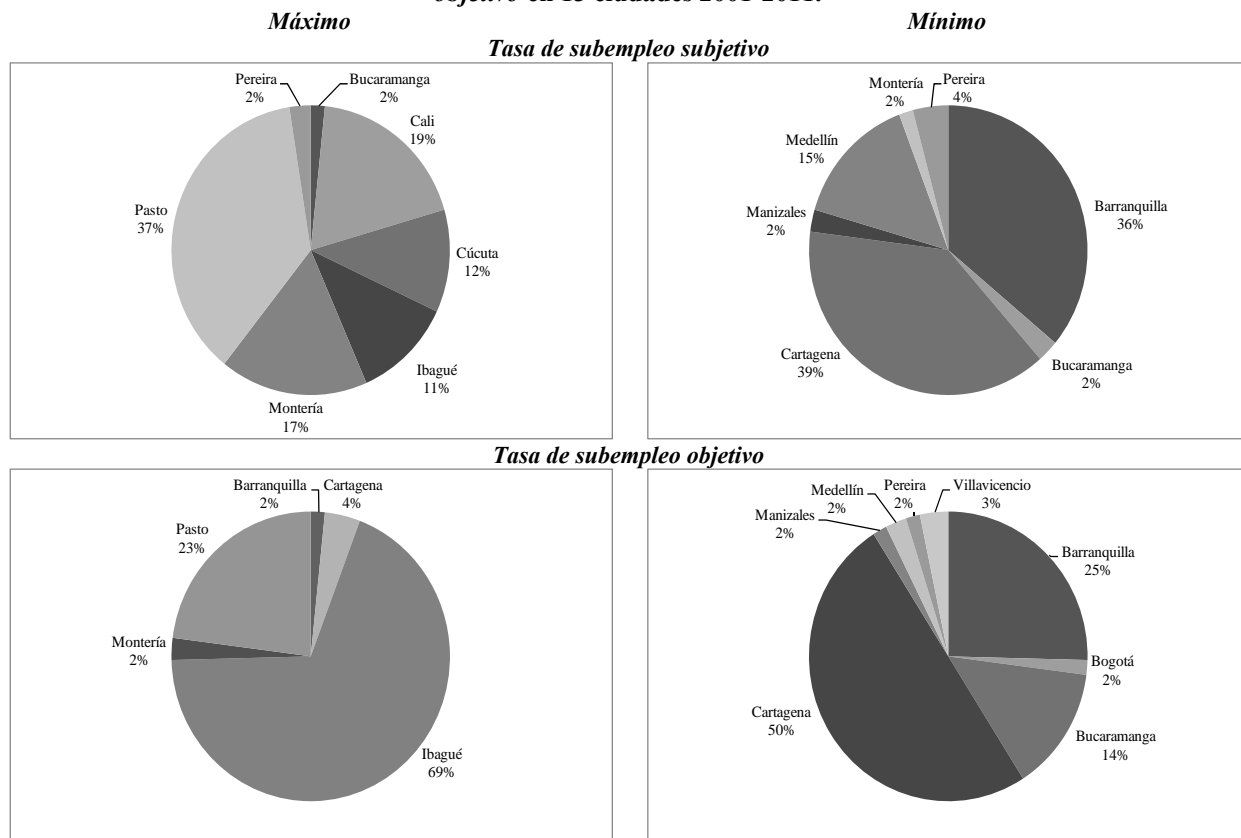 objetivo en 13 ciudades 2001-2011.
Máximo
Mínimo
Tasa de subempleo subjetivo
Pereira
2%
Bucaramanga
2%
Cali
19%
Cúcuta
12%
Ibagué
11%
Montería
17%
Pasto
37%
Montería
2%
Pereira
4%
Medellín
15%
Manizales
2%
Barranquilla
36%
Cartagena
39%
Bucaramanga
2%
Tasa de subempleo objetivo
Barranquilla
2%
Cartagena
4%
Pasto
23%
Montería
2%
Ibagué
69%
Medellín
2%
Pereira
2%
Villavicencio
3%
Manizales
2%
Barranquilla
25%
Bogotá
2%
Cartagena
50%
Bucaramanga
14%